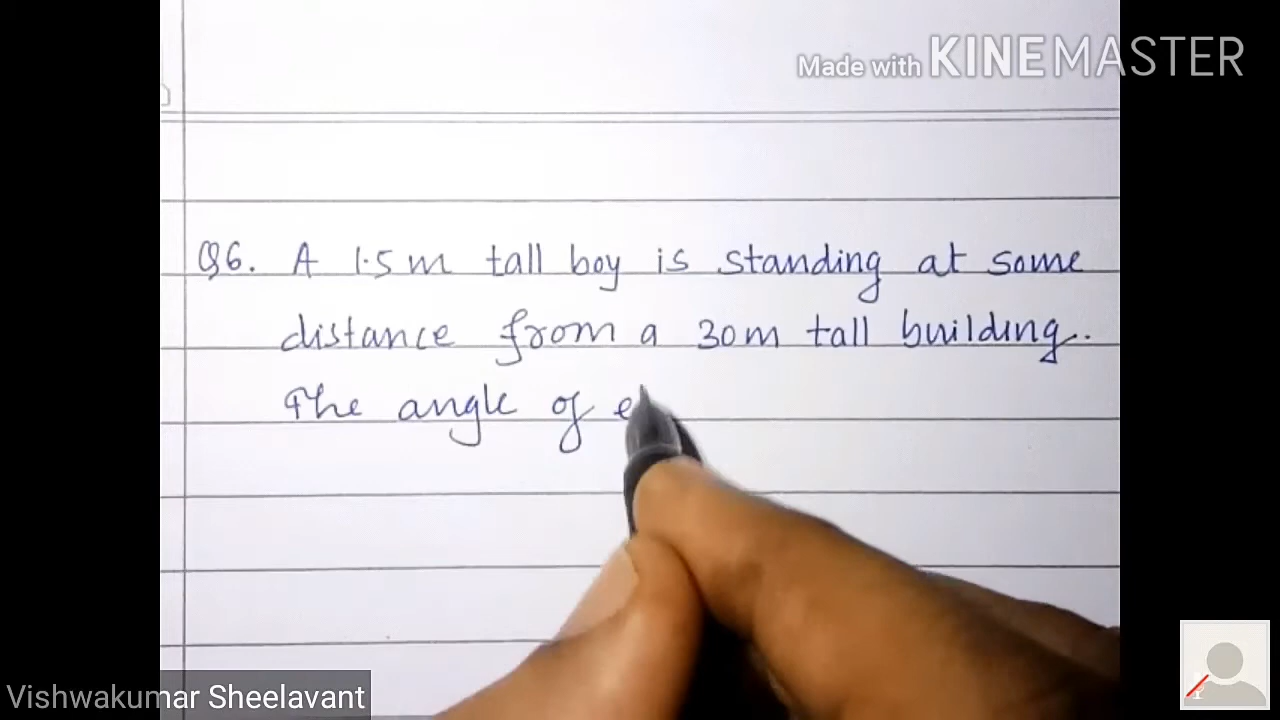 Made with KINEMASTER
Q6. A 1.5m tall boy is standing at some
distance from a 30m tall building.
The angle of e
Vishwakumar Sheelavant